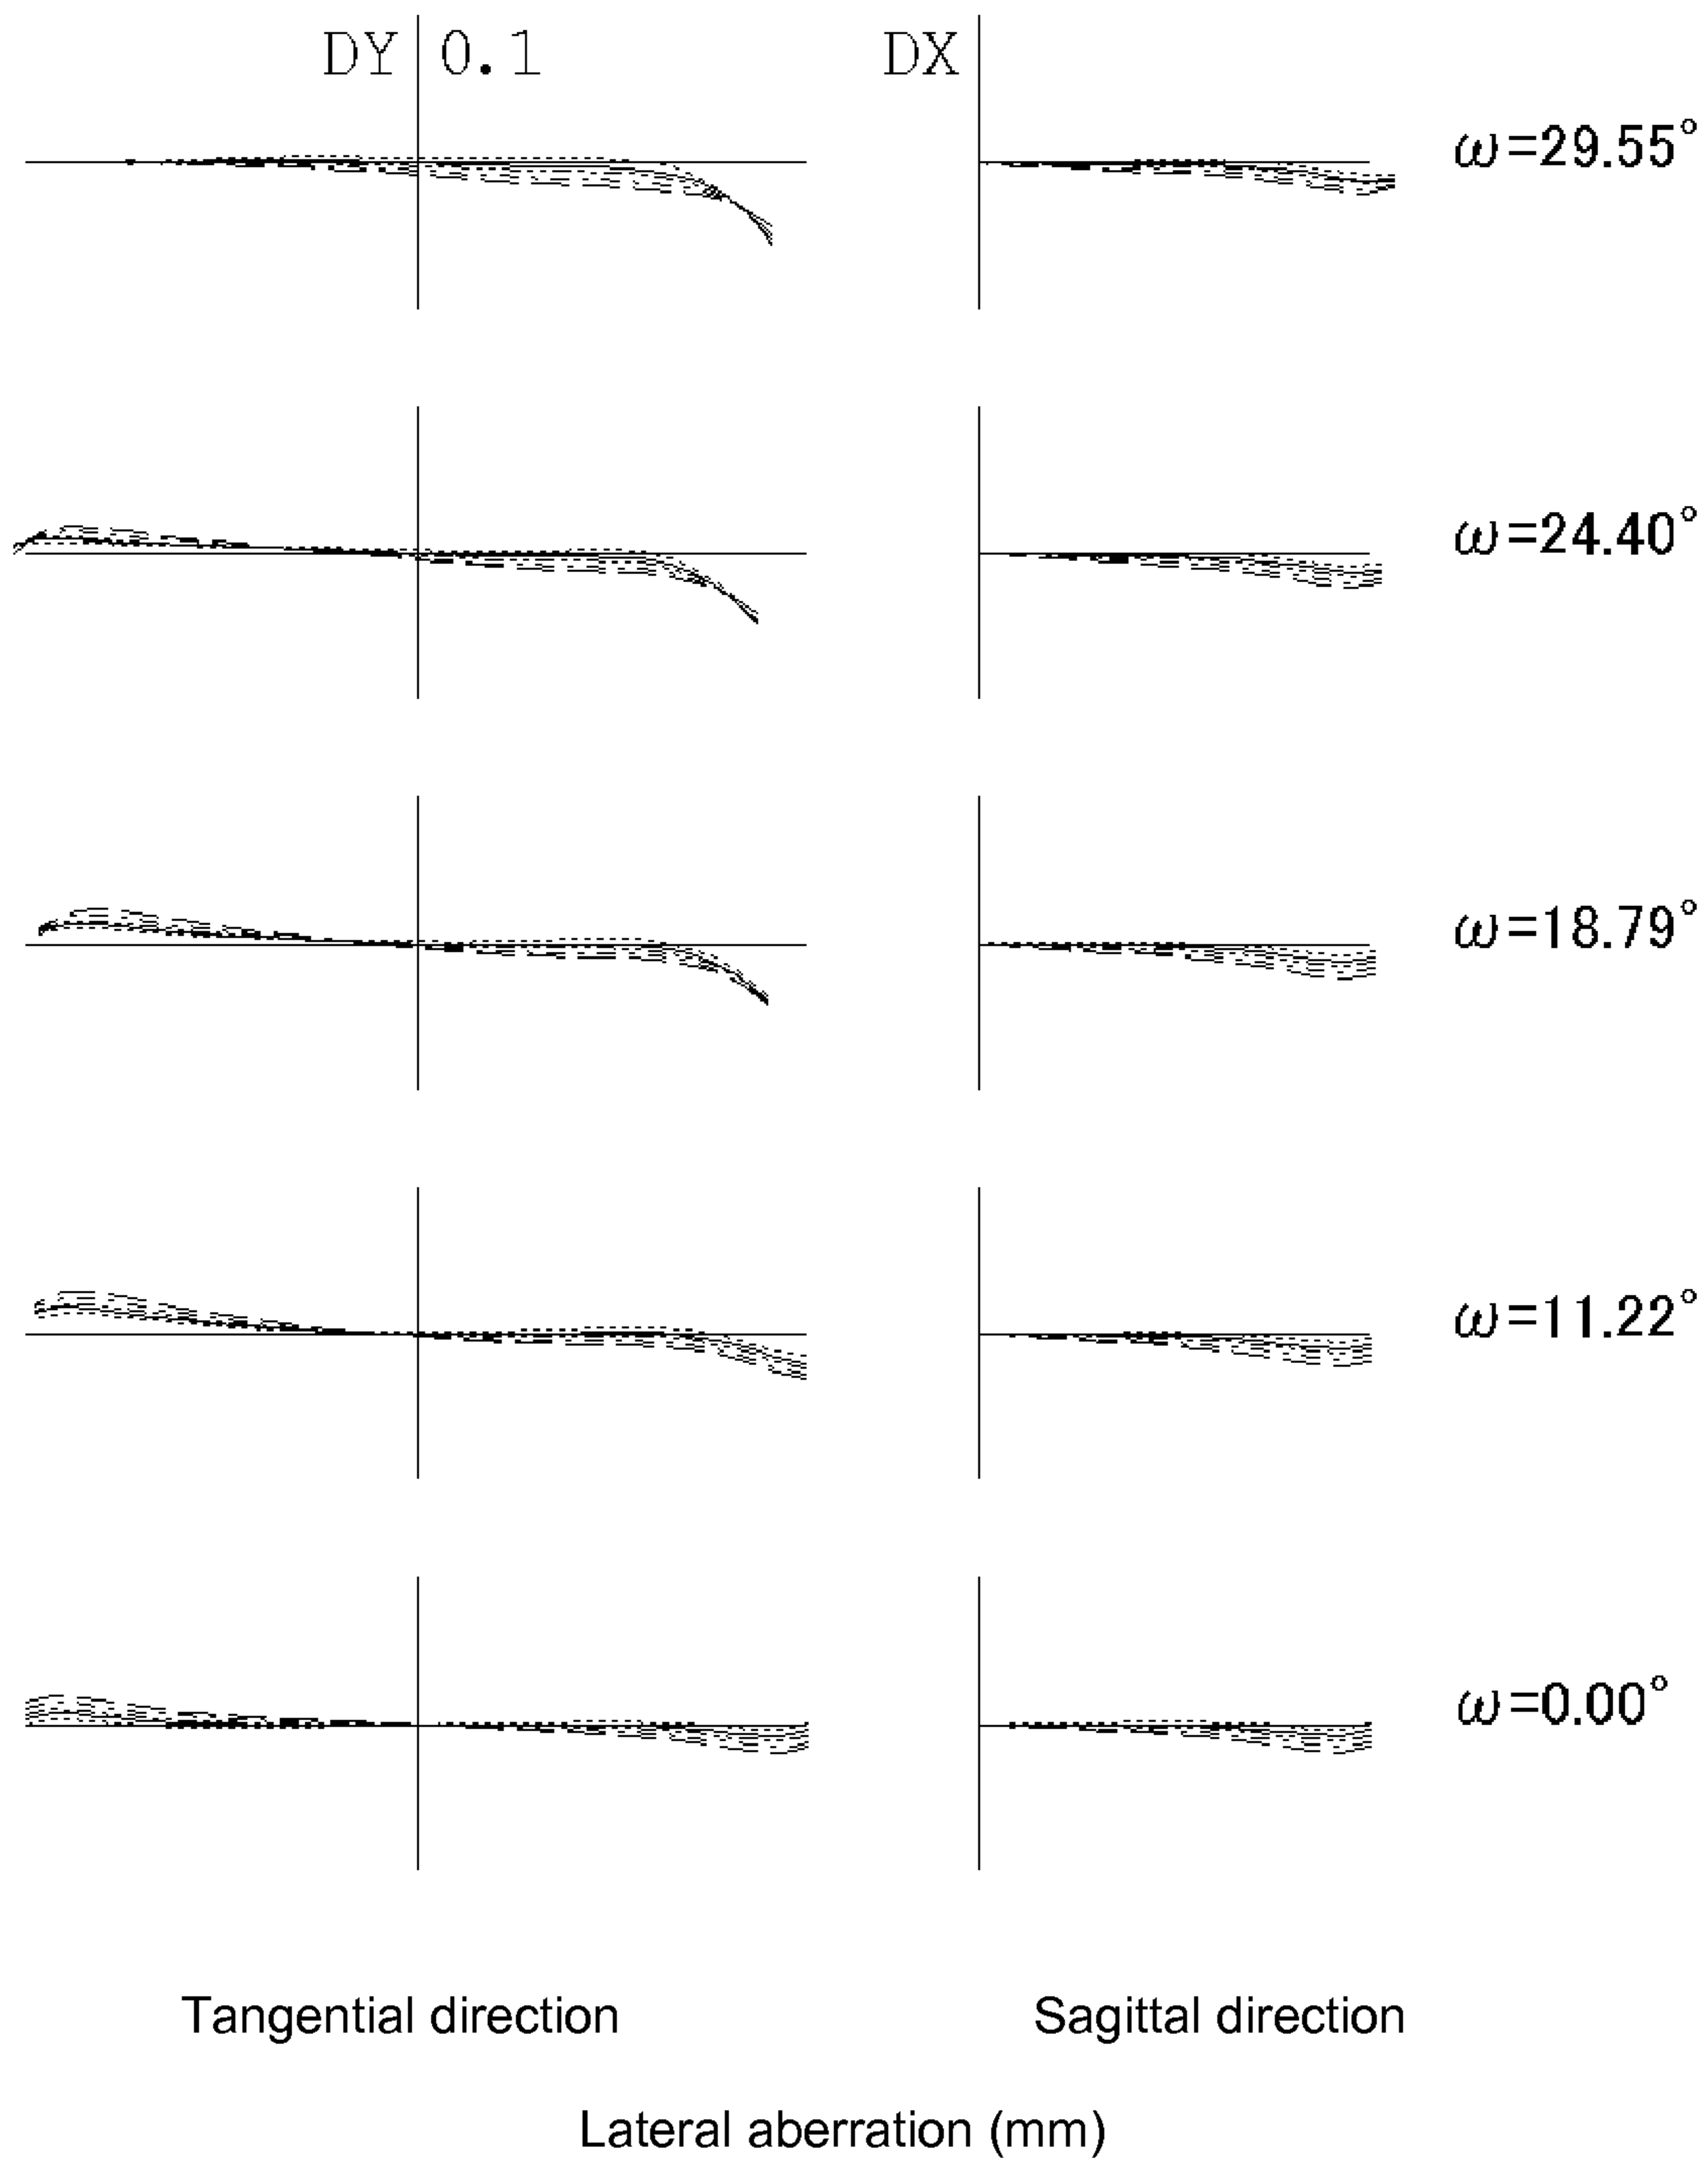 DY 0.1 DX
ω=29.55°
ω=24.40°
ω=18.79°
ω=11.22°
ω=0.00°
Tangential direction Sagittal direction
Lateral aberration (mm)